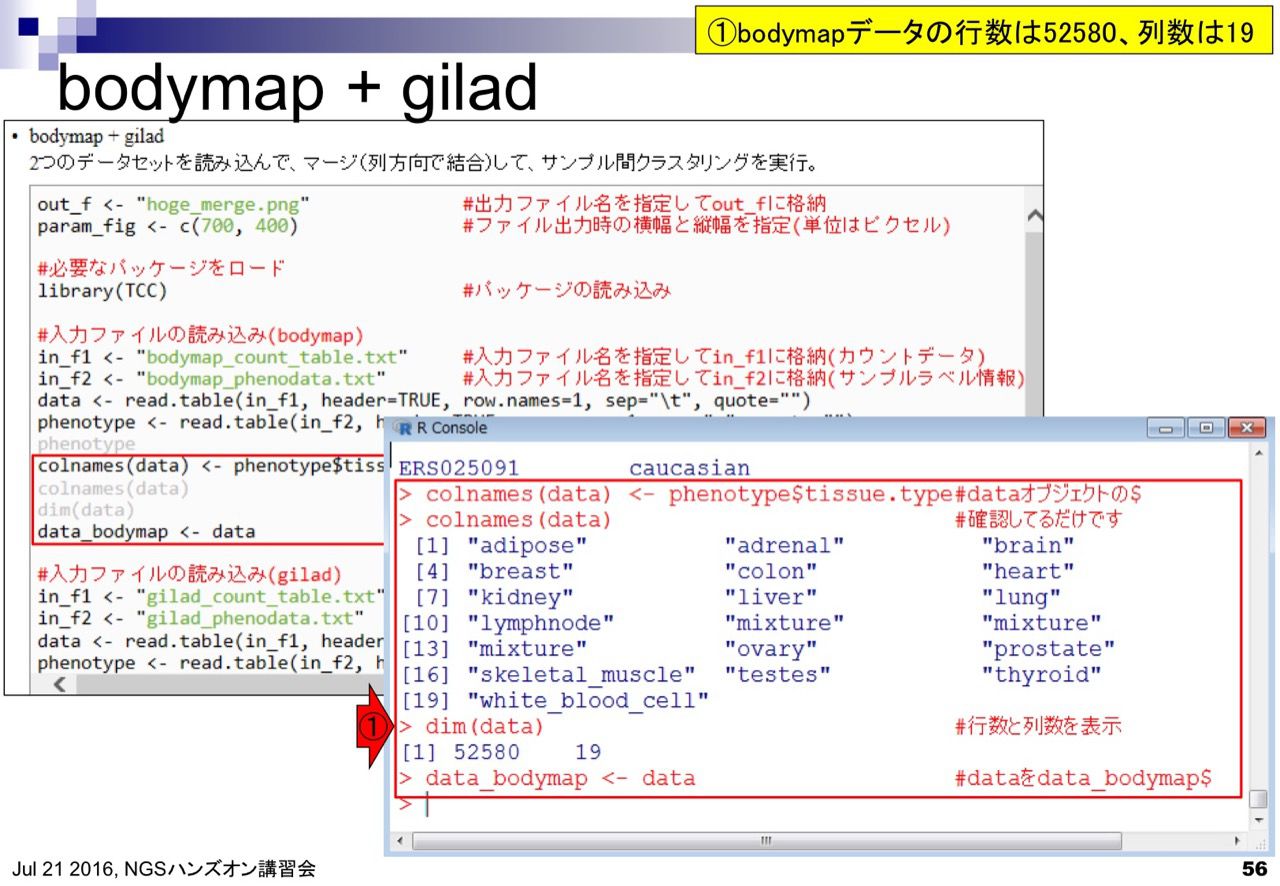 ①bodymapデータの行数は52580、列数は19
bodymap + gilad
• bodymap + gilad
2つのデータセットを読み込んで、マージ(列方向で結合)して、サンプル間クラスタリングを実行。
out_f <- "hoge_merge.png" #出力ファイル名を指定してout_fに格納
param_fig <- c(700, 400) #ファイル出力時の横幅と縦幅を指定(単位はピクセル)
#必要なパッケージをロード
library(TCC) #パッケージの読み込み
#入力ファイルの読み込み(bodymap)
in_f1 <- "bodymap_count_table.txt" #入力ファイル名を指定してin_f1に格納(カウントデータ)
in_f2 <- "bodymap_phenodata.txt" #入力ファイル名を指定してin_f2に格納(サンプルラベル情報)
data <- read.table(in_f1, header=TRUE, row.names=1, sep="\t", quote="")
phenotype <- read.table(in_f2, h
phenotype
colnames(data) <- phenotype$tiss
colnames(data)
dim(data)
data_bodymap <- data
#入力ファイルの読み込み(gilad)
in_f1 <- "gilad_count_table.txt"
in_f2 <- "gilad_phenodata.txt"
data <- read.table(in_f1, header
phenotype <- read.table(in_f2, h
R Console
ERS025091 caucasian
> colnames(data) <- phenotype$tissue.type#dataオブジェクトの$
> colnames(data) #確認してるだけです
[1] "adipose" "adrenal" "brain"
[4] "breast" "colon" "heart"
[7] "kidney" "liver" "lung"
[10] "lymphnode" "mixture" "mixture"
[13] "mixture" "ovary" "prostate"
[16] "skeletal_muscle" "testes" "thyroid"
[19] "white_blood_cell"
① > dim(data) #行数と列数を表示
[1] 52580 19
> data_bodymap <- data #dataをdata_bodymap$
>
Jul 21 2016, NGSハンズオン講習会
56